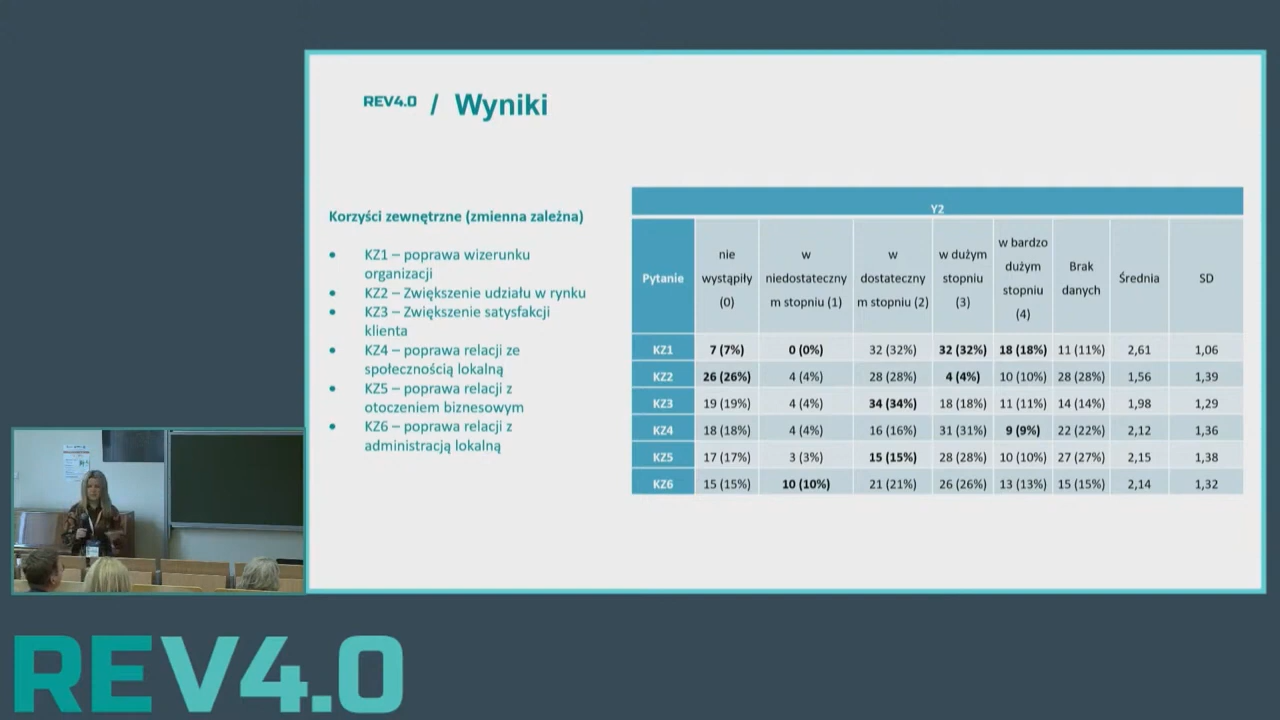 REV4.0 / Wyniki
Korzyści zewnętrzne (zmienna zależna)
• KZ1 – poprawa wizerunku
organizacji
• KZ2 – Zwiększenie udziału w rynku
• KZ3 – Zwiększenie satysfakcji
klienta
• KZ4 – poprawa relacji ze
społecznością lokalną
• KZ5 – poprawa relacji z
otoczeniem biznesowym
• KZ6 – poprawa relacji z
administracją lokalną
Y2
Pytanie
nie
wystąpiły
(0)
w
niedostateczny
m stopniu (1)
w
dostateczny
m stopniu (2)
w dużym
stopniu
(3)
w bardzo
dużym
stopniu
(4)
Brak
danych
Średnia
SD
KZ1 7 (7%) 0 (0%) 32 (32%) 32 (32%) 18 (18%) 11 (11%) 2,61 1,06
KZ2 26 (26%) 4 (4%) 28 (28%) 4 (4%) 10 (10%) 28 (28%) 1,56 1,39
KZ3 19 (19%) 4 (4%) 34 (34%) 18 (18%) 11 (11%) 14 (14%) 1,98 1,29
KZ4 18 (18%) 4 (4%) 16 (16%) 31 (31%) 9 (9%) 22 (22%) 2,12 1,36
KZ5 17 (17%) 3 (3%) 15 (15%) 28 (28%) 10 (10%) 27 (27%) 2,15 1,38
KZ6 15 (15%) 10 (10%) 21 (21%) 26 (26%) 13 (13%) 15 (15%) 2,14 1,32
REV4.0